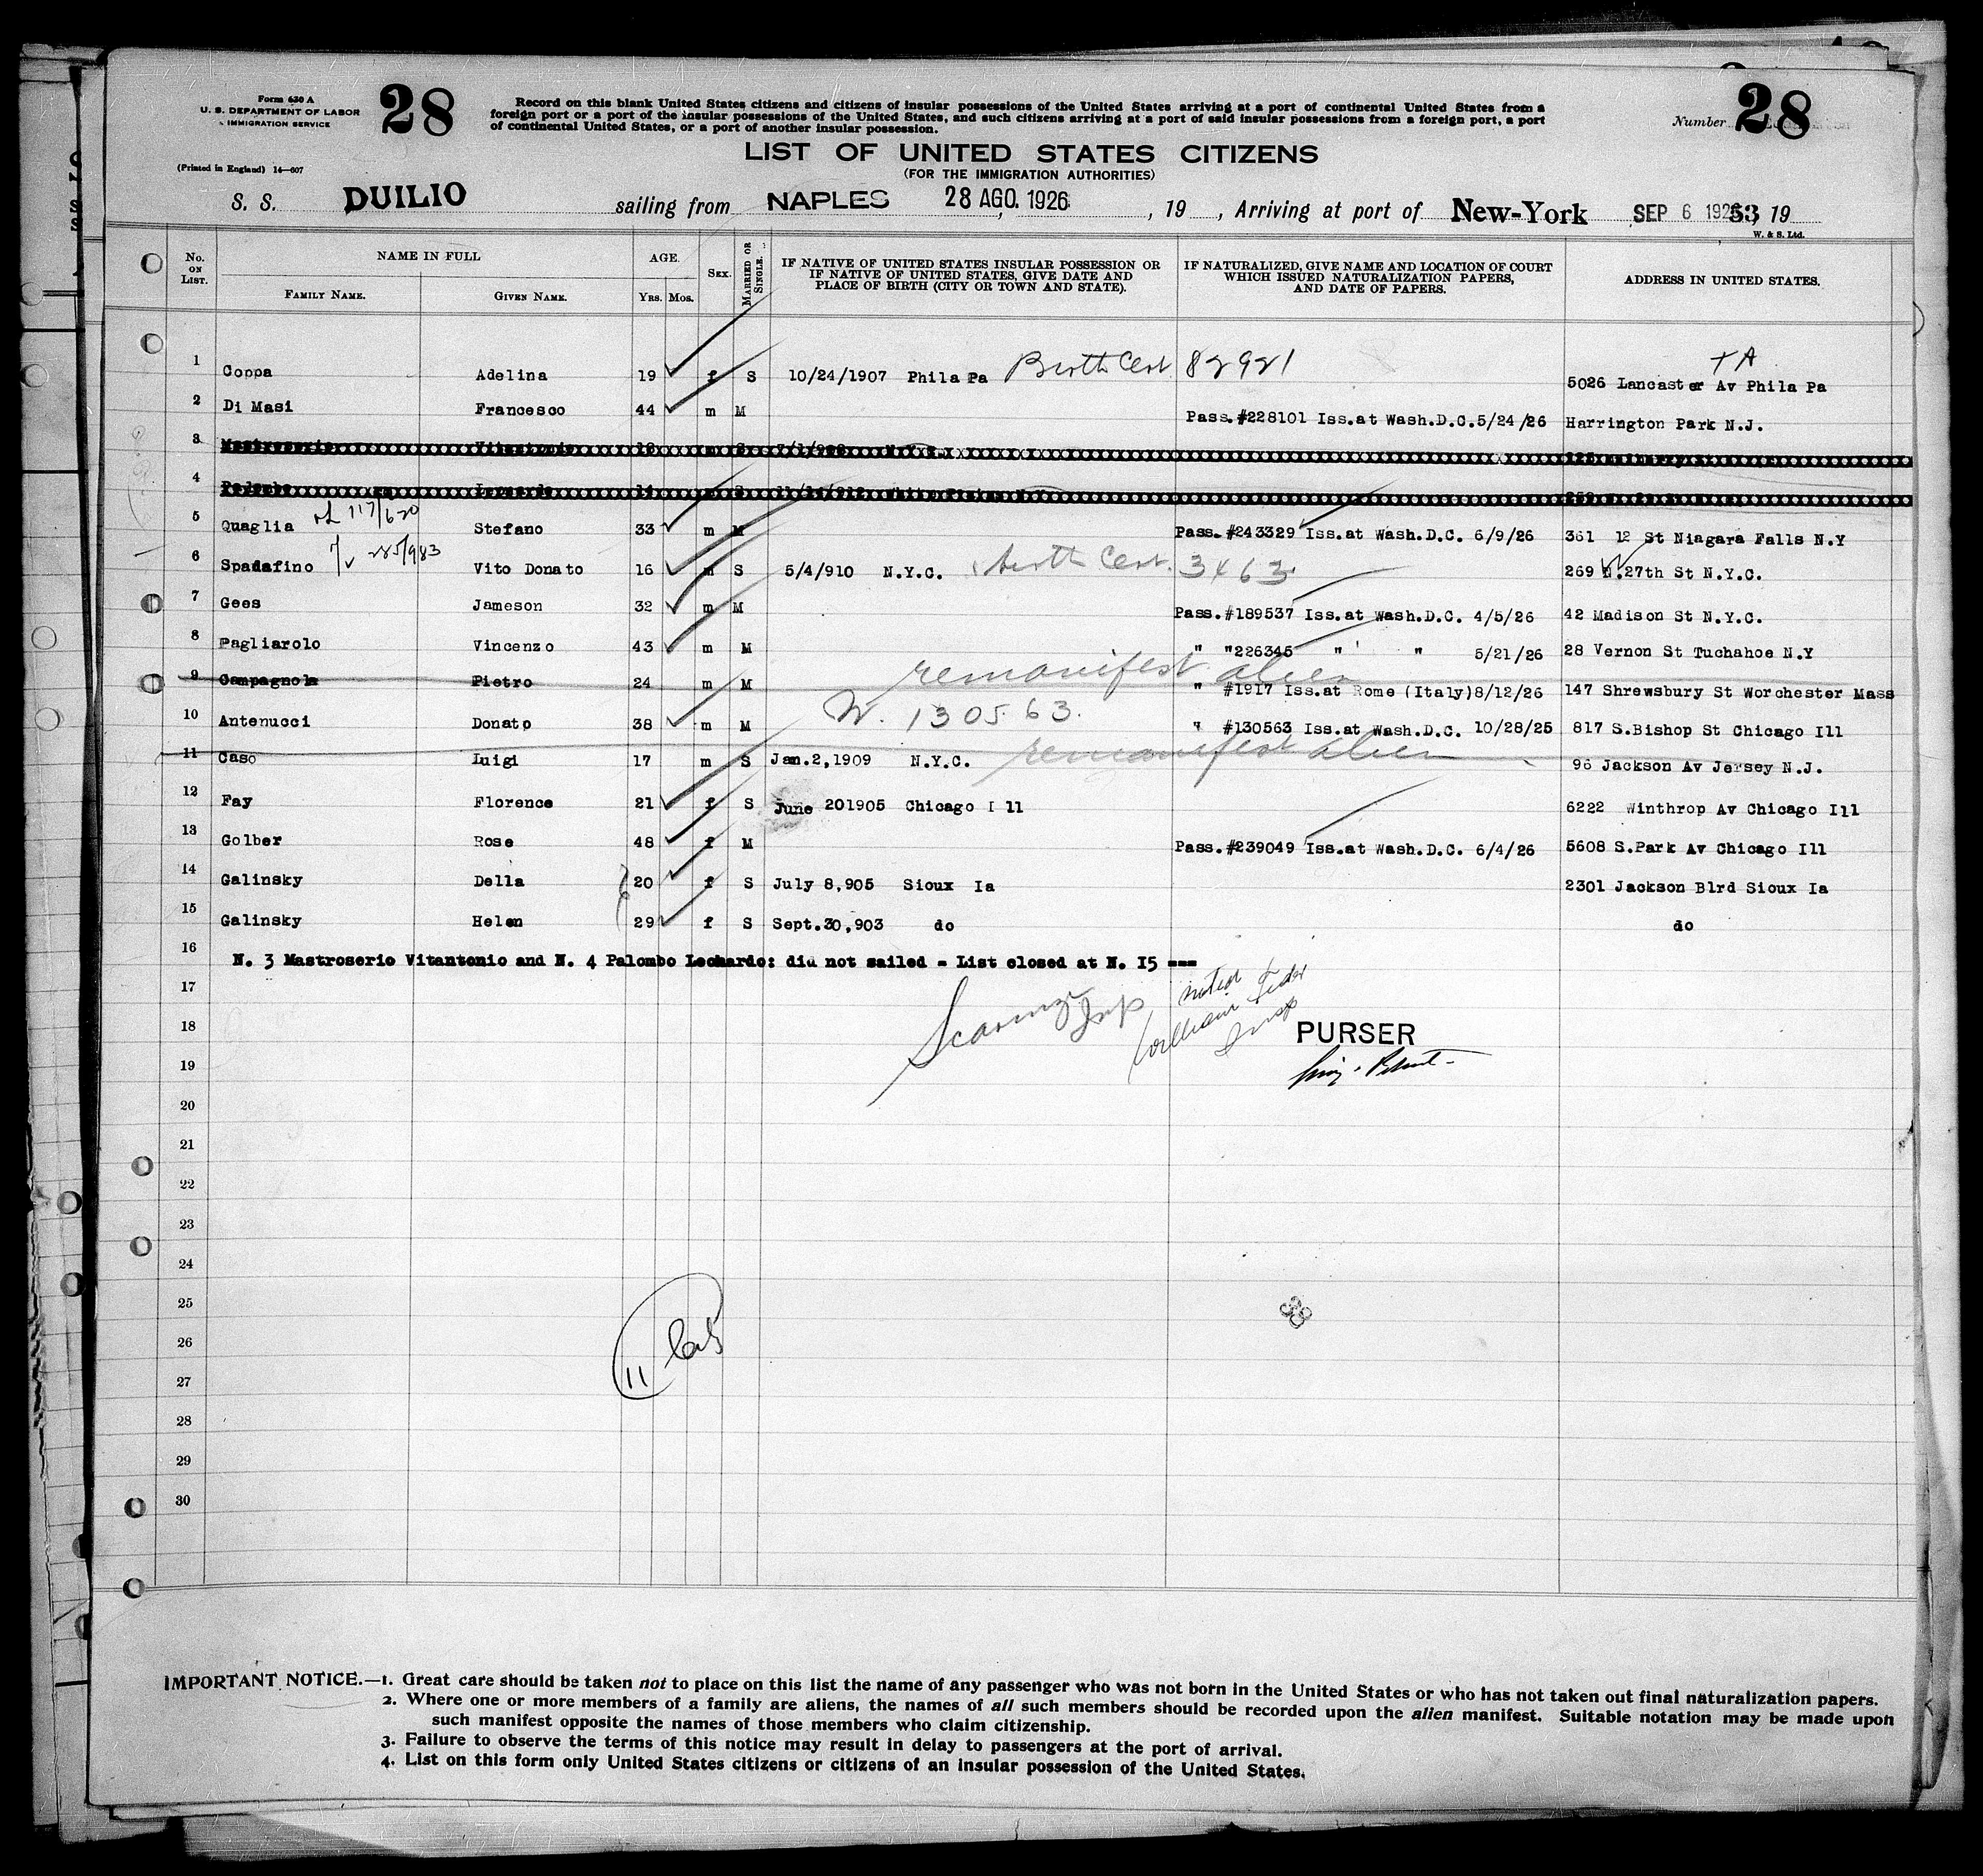 Form 630 A
U. S. DEPARTMENT OF LABOR
IMMIGRATION SERVICE
28
Record on this blank United States citizens and citizens of insular possessions of the United States arriving at a port of continental United States from a
foreign port or a port of the insular possessions of the United States, and such citizens arriving at a port of said insular possessions from a foreign port, a port
of continental United States, or a port of another insular possession.
Number 28
LIST OF UNITED STATES CITIZENS
(FOR THE IMMIGRATION AUTHORITIES)
(Printed in England) 14—607
S. S. DUILIO sailing from NAPLES 28 AGO. 1926, 19 , Arriving at port of New-York SEP 6 1926 53 19
W. & S. Ltd.
No. ON LIST. NAME IN FULL AGE. SEX. MARRIED OR SINGLE. IF NATIVE OF UNITED STATES INSULAR POSSESSION OR IF NATIVE OF UNITED STATES, GIVE DATE AND PLACE OF BIRTH (CITY OR TOWN AND STATE). IF NATURALIZED, GIVE NAME AND LOCATION OF COURT WHICH ISSUED NATURALIZATION PAPERS, AND DATE OF PAPERS. ADDRESS IN UNITED STATES.
FAMILY NAME. GIVEN NAME. Yrs. Mos.
1 Coppa Adelina 19 f S 10/24/1907 Phila Pa Birth Cert 82921 5026 Lancaster Av Phila Pa
2 Di Masi Francesco 44 m M Pass.#228101 Iss.at Wash.D.C.5/24/26 Harrington Park N.J.
3 Mastroserio Vitantonio
4 Palombo Leonardo
5 Quaglia 117/620 Stefano 33 m M Pass.#243329 Iss.at Wash.D.C. 6/9/26 361 12 St Niagara Falls N.Y
6 Spadafino 285/983 Vito Donato 16 m S 5/4/910 N.Y.C. birth Cert. 3463 269 N.27th St N.Y.C.
7 Gees Jameson 32 m M Pass.#189537 Iss.at Wash.D.C. 4/5/26 42 Madison St N.Y.C.
8 Pagliarolo Vincenzo 43 m M " "226345 " " 5/21/26 28 Vernon St Tuchahoe N.Y
remanifest alien
9 Campagnola Pietro 24 m M " #1917 Iss.at Rome (Italy)8/12/26 147 Shrewsbury St Worchester Mass
10 Antenucci Donato 38 m M W. 130563. " #130563 Iss.at Wash.D.C. 10/28/25 817 S.Bishop St Chicago Ill
11 Caso Luigi 17 m S Jan.2,1909 N.Y.C. remanifest alien 96 Jackson Av Jersey N.J.
12 Fay Florence 21 f S June 201905 Chicago I ll 6222 Winthrop Av Chicago Ill
13 Golber Rose 48 f M Pass.#239049 Iss.at Wash.D.C. 6/4/26 5608 S.Park Av Chicago Ill
14 Galinsky Della 20 f S July 8,905 Sioux Ia 2301 Jackson Blrd Sioux Ia
15 Galinsky Helen 29 f S Sept.30,903 do do
16 N. 3 Mastroserio Vitantonio and N. 4 Palombo Leonardo: did not sailed - List closed at N. I5 ---
17
18 PURSER
19
20
21
22
23
24
25
26
11
27
28
29
30
IMPORTANT NOTICE.—1. Great care should be taken not to place on this list the name of any passenger who was not born in the United States or who has not taken out final naturalization papers.
2. Where one or more members of a family are aliens, the names of all such members should be recorded upon the alien manifest. Suitable notation may be made upon
such manifest opposite the names of those members who claim citizenship.
3. Failure to observe the terms of this notice may result in delay to passengers at the port of arrival.
4. List on this form only United States citizens or citizens of an insular possession of the United States.